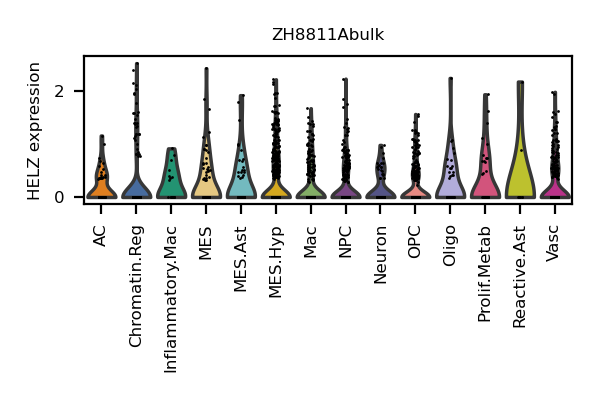 ZH8811Abulk
HELZ expression
2
0
AC
Chromatin.Reg
Inflammatory.Mac
MES
MES.Ast
MES.Hyp
Mac
NPC
Neuron
OPC
Oligo
Prolif.Metab
Reactive.Ast
Vasc